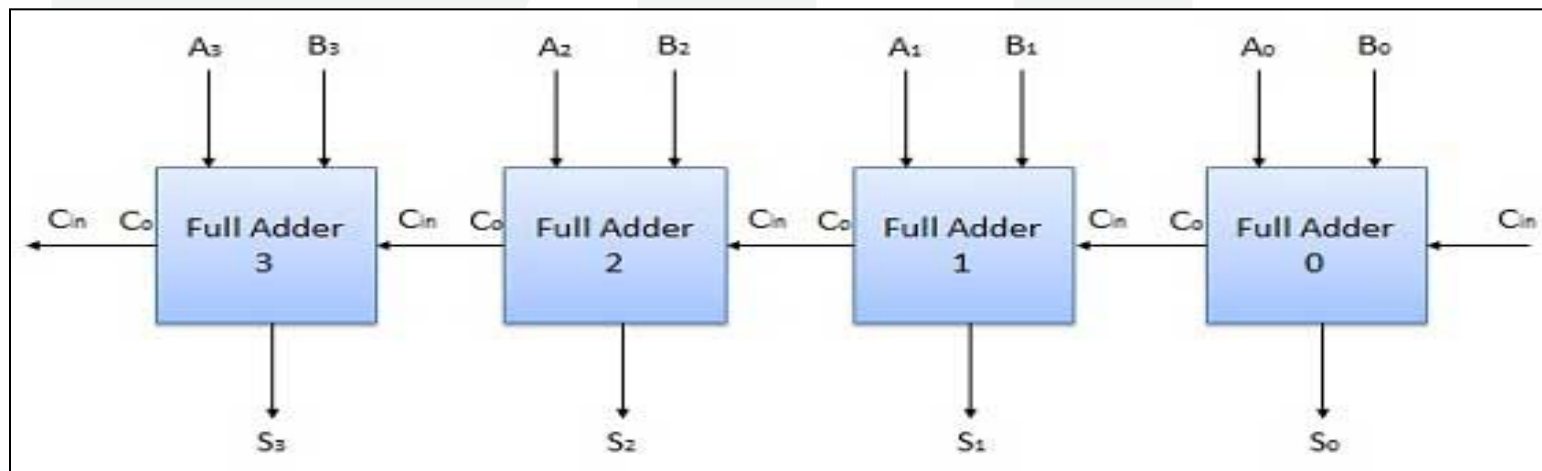 A₃ B₃ A₂ B₂ A₁ B₁ A₀ B₀
Cin Co Full Adder Cin Co Full Adder Cin Co Full Adder Cin Co Full Adder Cin
3 2 1 0
S₃ S₂ S₁ S₀